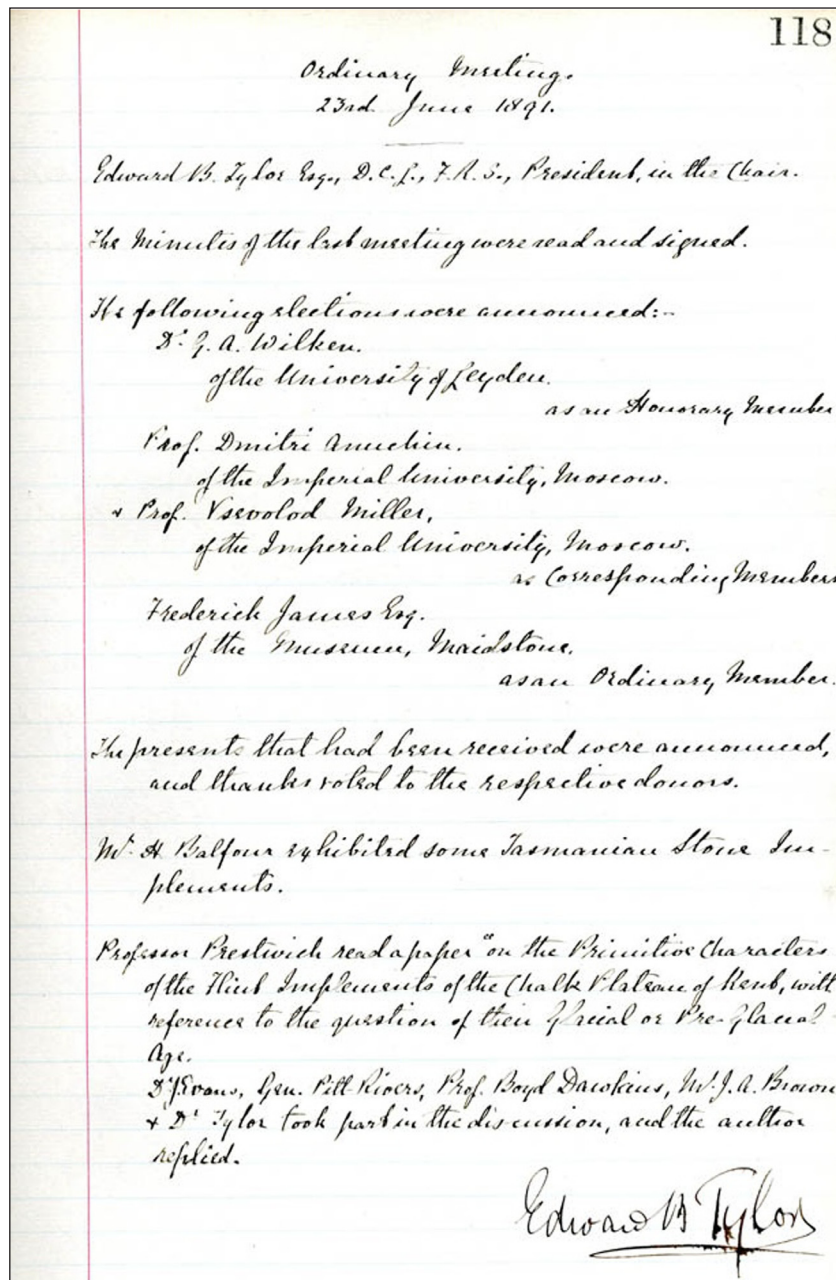 118
Ordinary Meeting.
23rd June 1891.
Edward B. Tylor Esq., D.C.L., F.R.S., President, in the Chair.
The Minutes of the last meeting were read and signed.
The following elections were announced:-
Dr. G. A. Wilken.
of the University of Leyden.
as an Honorary Member
Prof. Dmitri Anuchin.
of the Imperial University, Moscow.
& Prof. Vsevolod Miller,
of the Imperial University, Moscow.
as Corresponding Members
Frederick James Esq.
of the Museum, Maidstone.
as an Ordinary Member.
The presents that had been received were announced,
and thanks voted to the respective donors.
Mr. H. Balfour exhibited some Tasmanian Stone Im-
plements.
Professor Prestwich read a paper "on the Primitive Characters
of the Flint Implements of the Chalk Plateau of Kent, with
reference to the question of their Glacial or Pre-Glacial
Age.
Dr. J. Evans, Gen. Pitt-Rivers, Prof. Boyd Dawkins, Mr. J. A. Brown
& Dr. Tylor took part in the discussion, and the author
replied.
Edward B Tylor